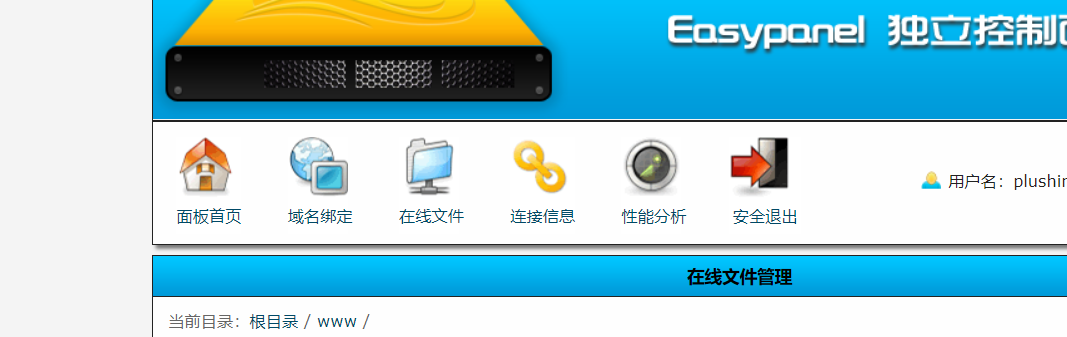 Easypanel 独立控制
面板首页 域名绑定 在线文件 连接信息 性能分析 安全退出 用户名：plushi
在线文件管理
当前目录：根目录 / www /